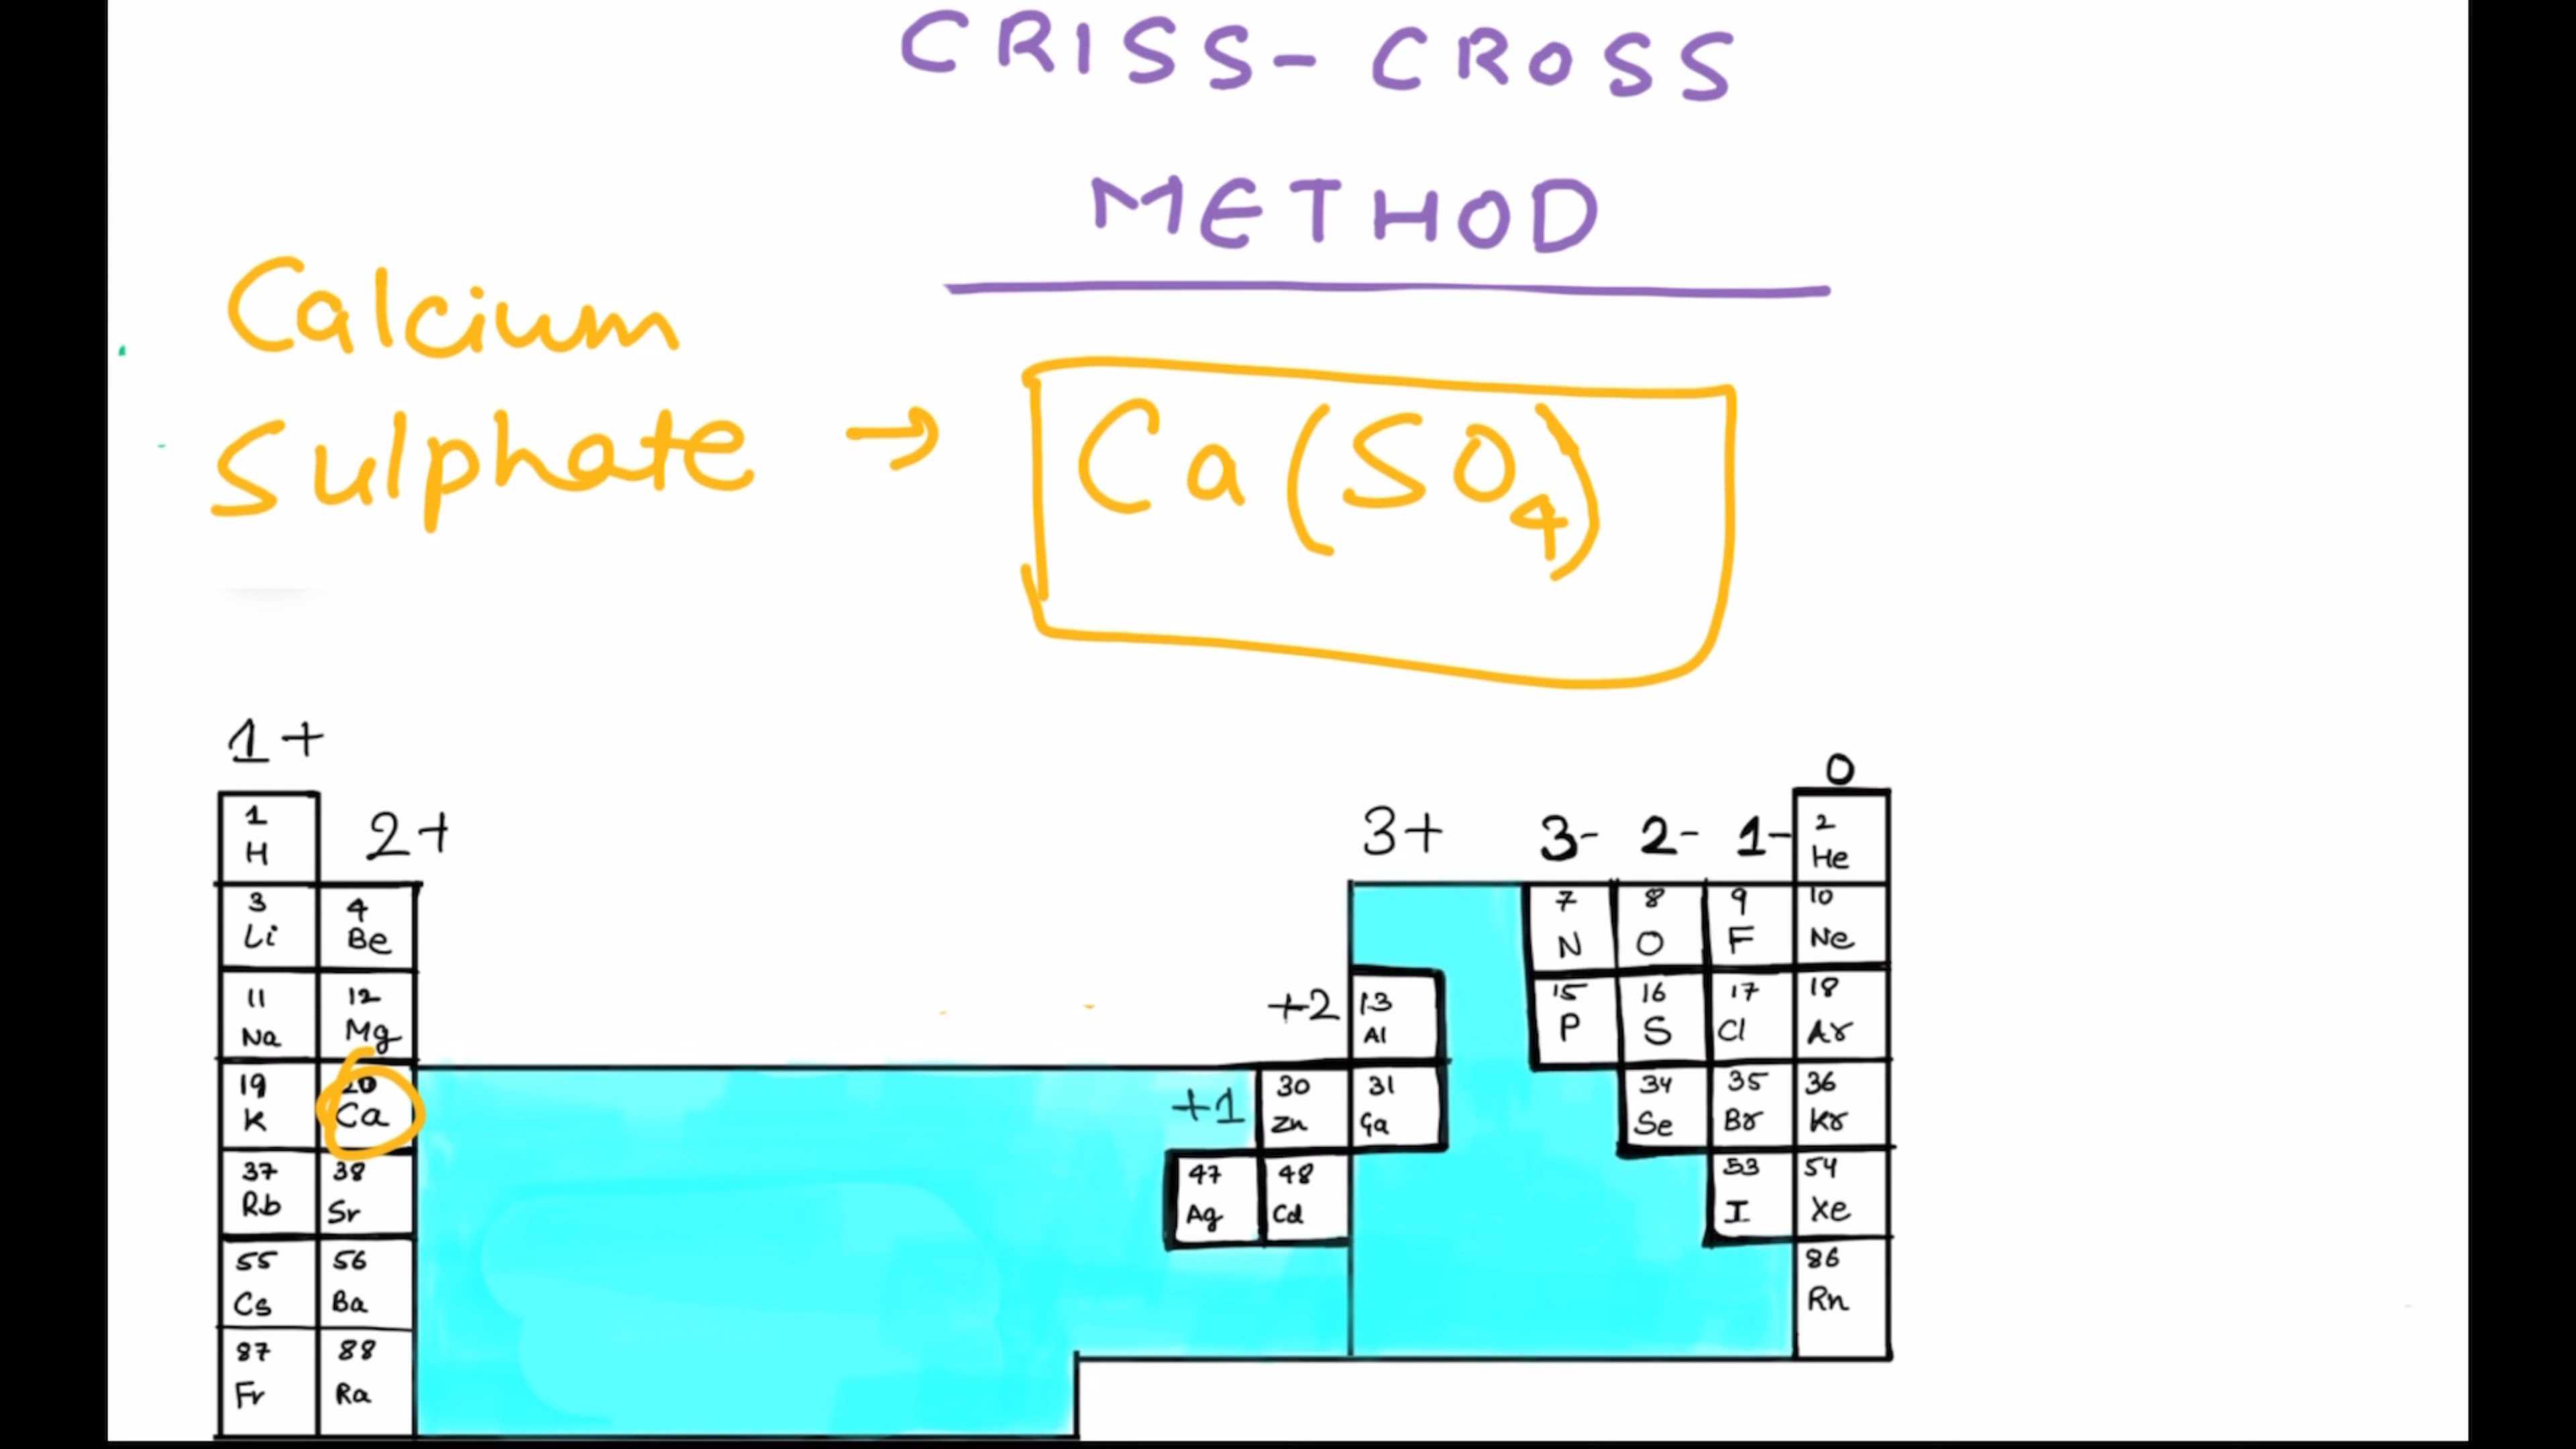 CRISS-CROSS
METHOD
Calcium
Sulphate → Ca(SO₄)
1+
0
2+ 3+ 3- 2- 1-
1 2
H He
3 4 7 8 9 10
Li Be N O F Ne
11 12 +2 13 15 16 17 18
Na Mg Al P S Cl Ar
19 20 +1 30 31 34 35 36
K Ca Zn Ga Se Br Kr
37 38 47 48 53 54
Rb Sr Ag Cd I Xe
55 56 86
Cs Ba Rn
87 88
Fr Ra